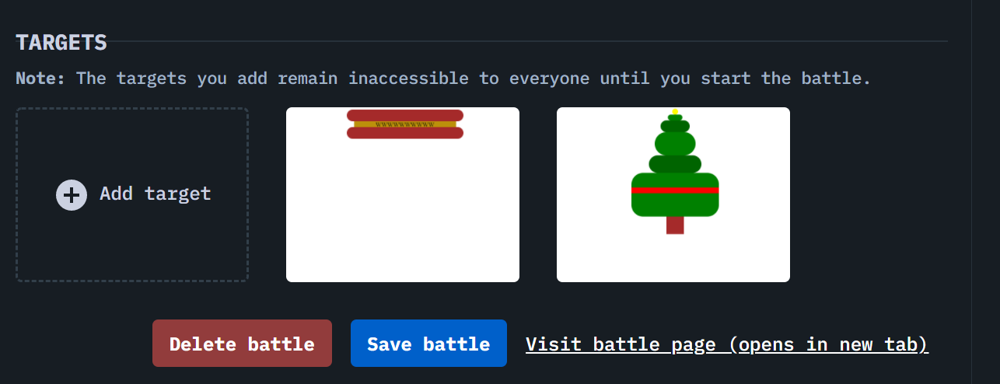 TARGETS
Note: The targets you add remain inaccessible to everyone until you start the battle.
Add target
WWWWWWWWWW
Delete battle
Save battle
Visit battle page (opens in new tab)